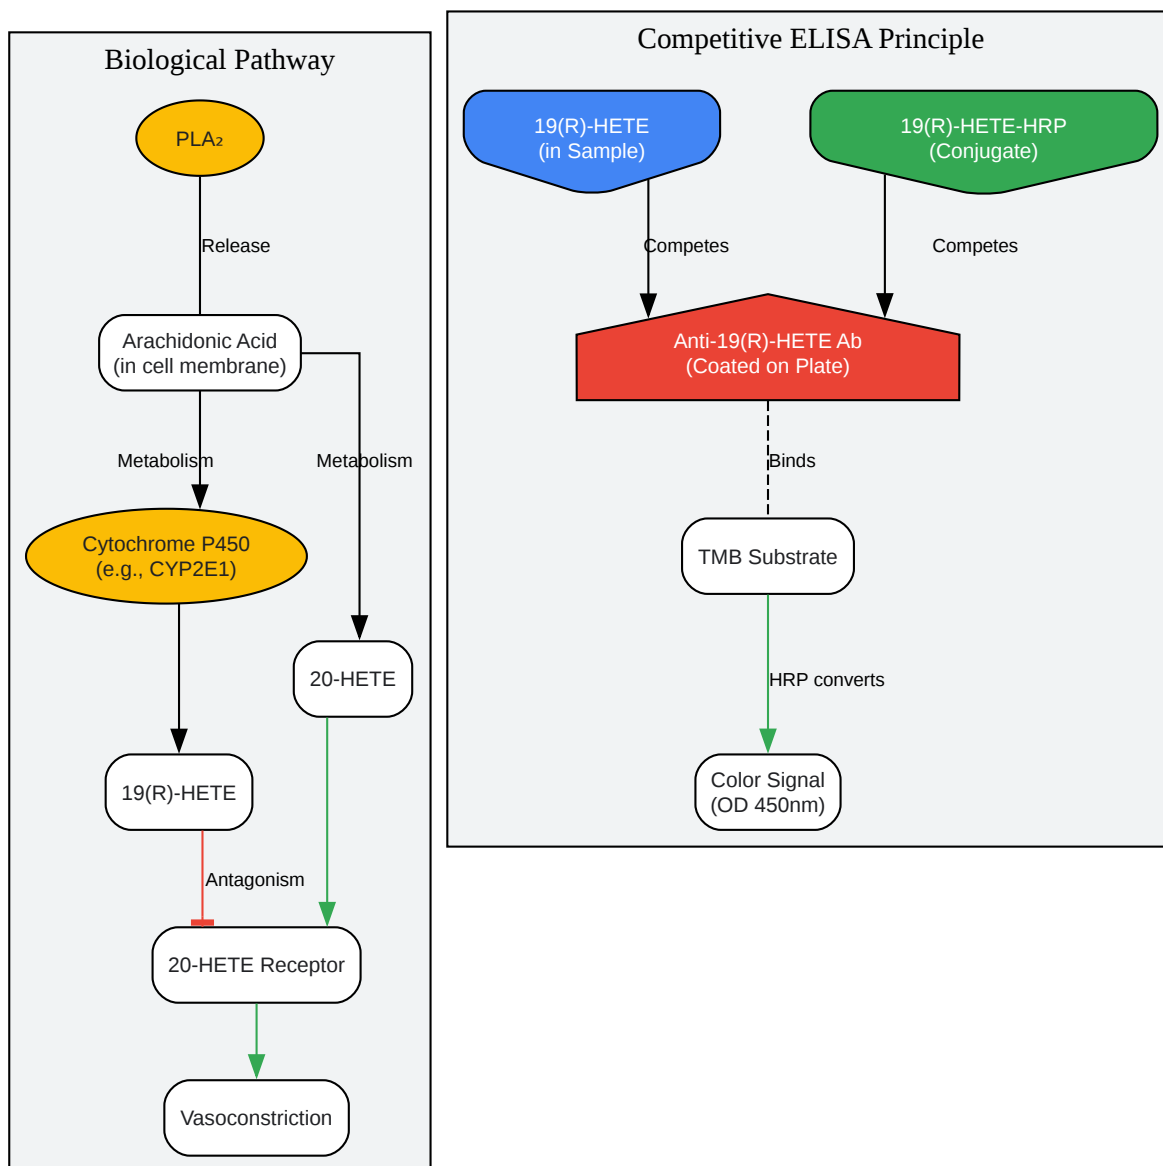 Biological Pathway
PLA₂
Release
Arachidonic Acid
(in cell membrane)
Metabolism
Metabolism
Cytochrome P450
(e.g., CYP2E1)
20-HETE
19(R)-HETE
Antagonism
20-HETE Receptor
Vasoconstriction
Competitive ELISA Principle
19(R)-HETE
(in Sample)
19(R)-HETE-HRP
(Conjugate)
Competes
Competes
Anti-19(R)-HETE Ab
(Coated on Plate)
Binds
TMB Substrate
HRP converts
Color Signal
(OD 450nm)